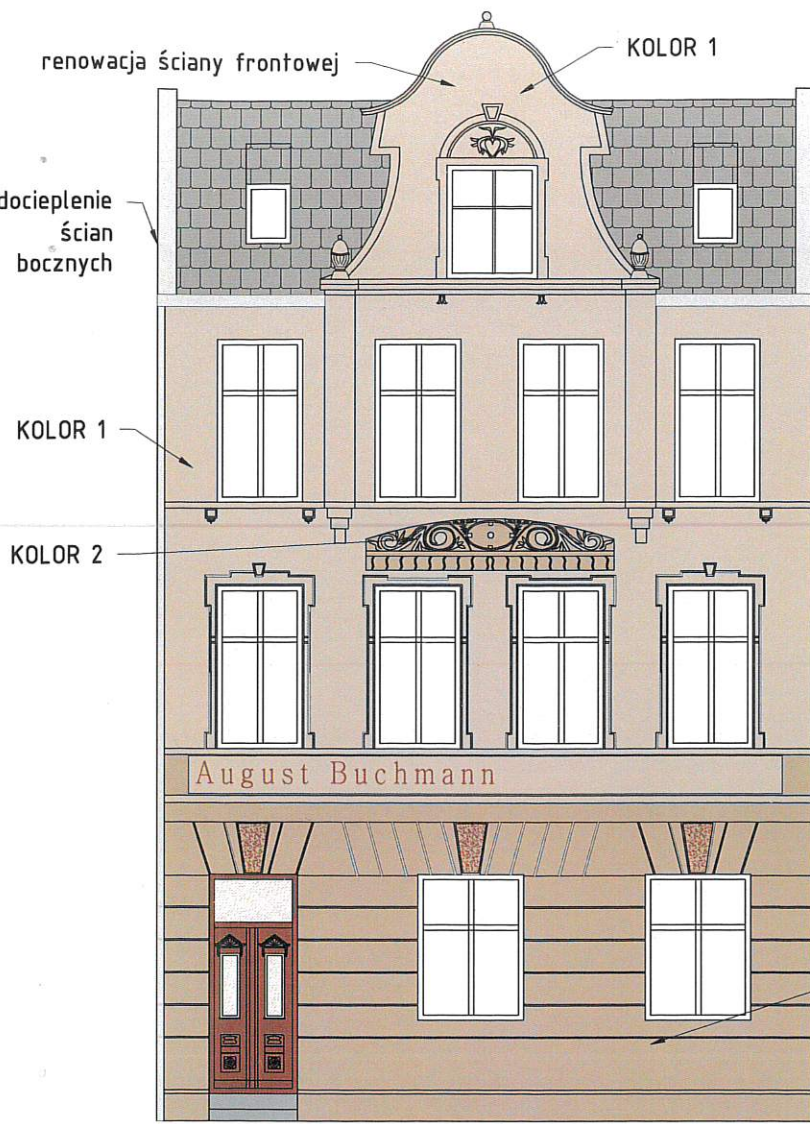 renowacja ściany frontowej
KOLOR 1
docieplenie
ścian
bocznych
KOLOR 1
KOLOR 2
August Buchmann